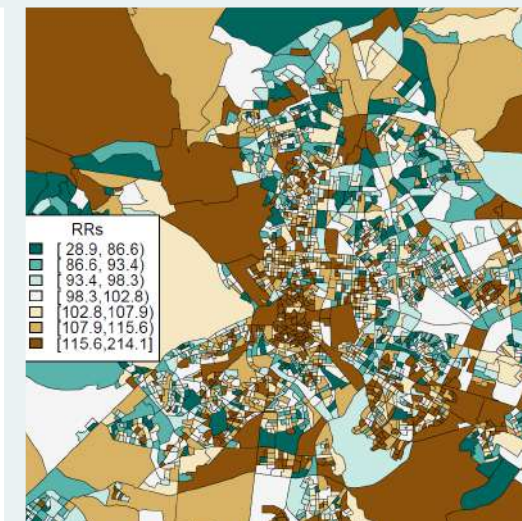 RRs
[ 28.9, 86.6)
[ 86.6, 93.4)
[ 93.4, 98.3)
[ 98.3,102.8)
[102.8,107.9)
[107.9,115.6)
[115.6,214.1]